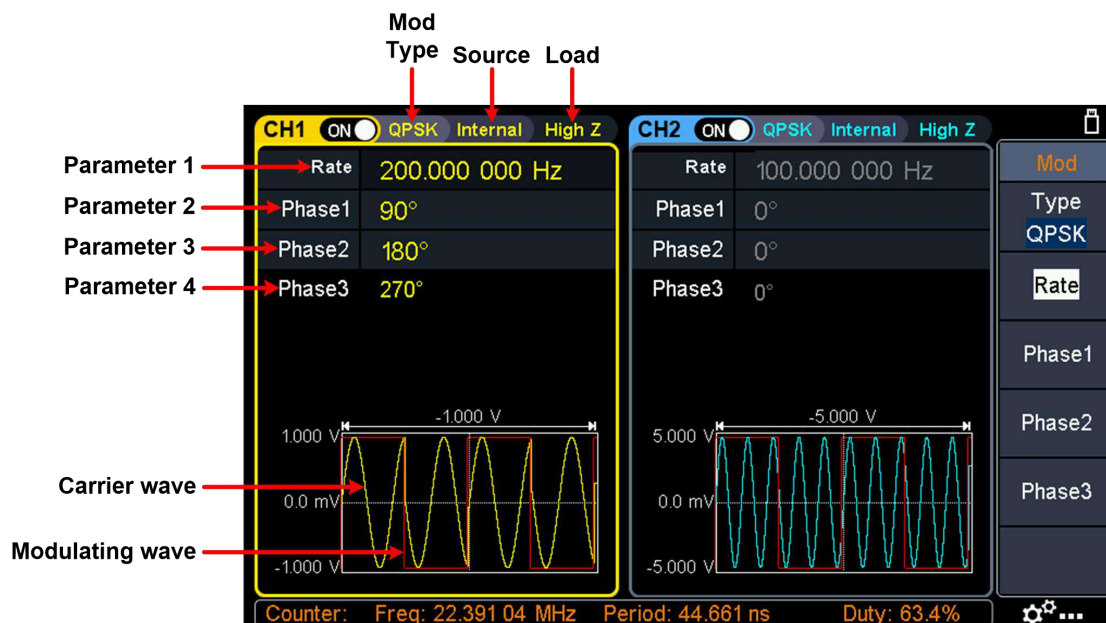 Mod
Type Source Load
CH1 ON QPSK Internal High Z
CH2 ON QPSK Internal High Z
Parameter 1 Rate 200.000 000 Hz
Parameter 2 Phase1 90°
Parameter 3 Phase2 180°
Parameter 4 Phase3 270°
Rate 100.000 000 Hz
Phase1 0°
Phase2 0°
Phase3 0°
-1.000 V
1.000 V
0.0 mV
-1.000 V
Carrier wave
Modulating wave
-5.000 V
5.000 V
0.0 mV
-5.000 V
Mod
Type
QPSK
Rate
Phase1
Phase2
Phase3
Counter: Freq: 22.391 04 MHz Period: 44.661 ns Duty: 63.4%